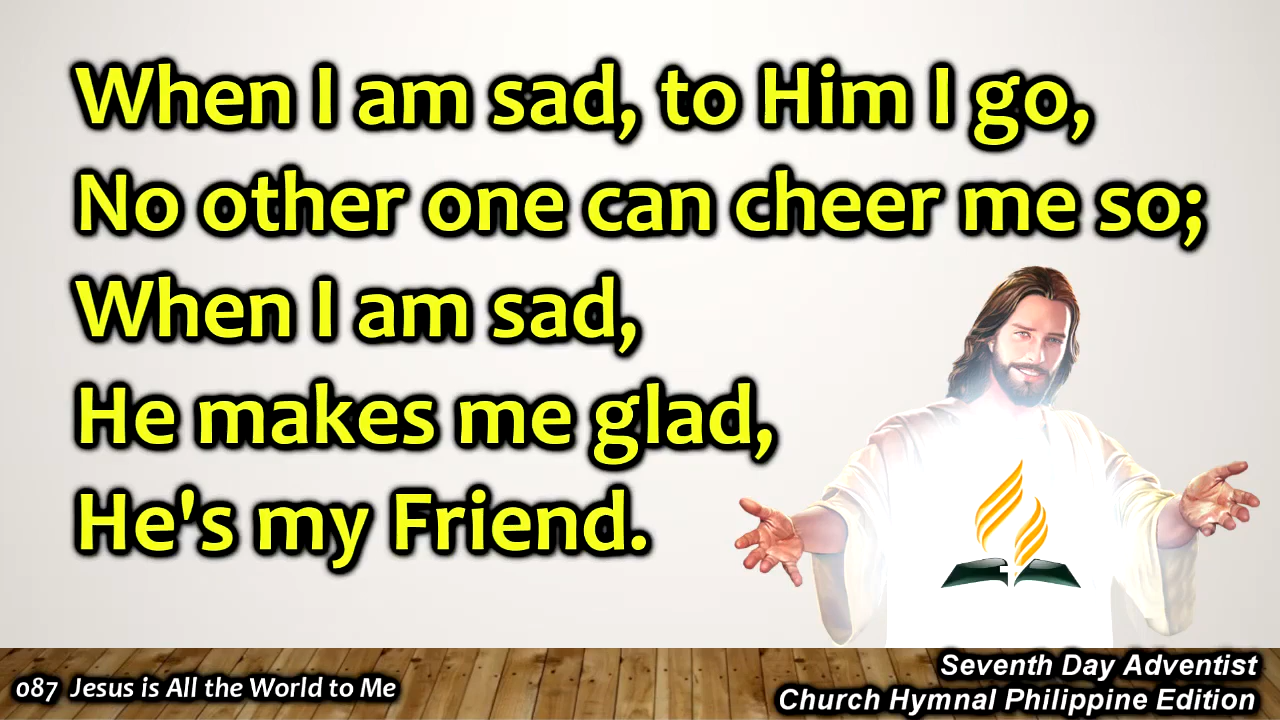 When I am sad, to Him I go,
No other one can cheer me so;
When I am sad,
He makes me glad,
He's my Friend.
087 Jesus is All the World to Me
Seventh Day Adventist
Church Hymnal Philippine Edition